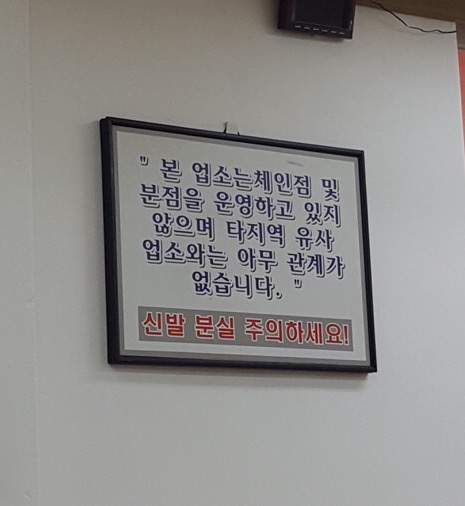 " 본 업소는체인점 및
분점을 운영하고 있지
않으며 타지역 유사
업소와는 아무 관계가
없습니다. "
신발 분실 주의하세요!